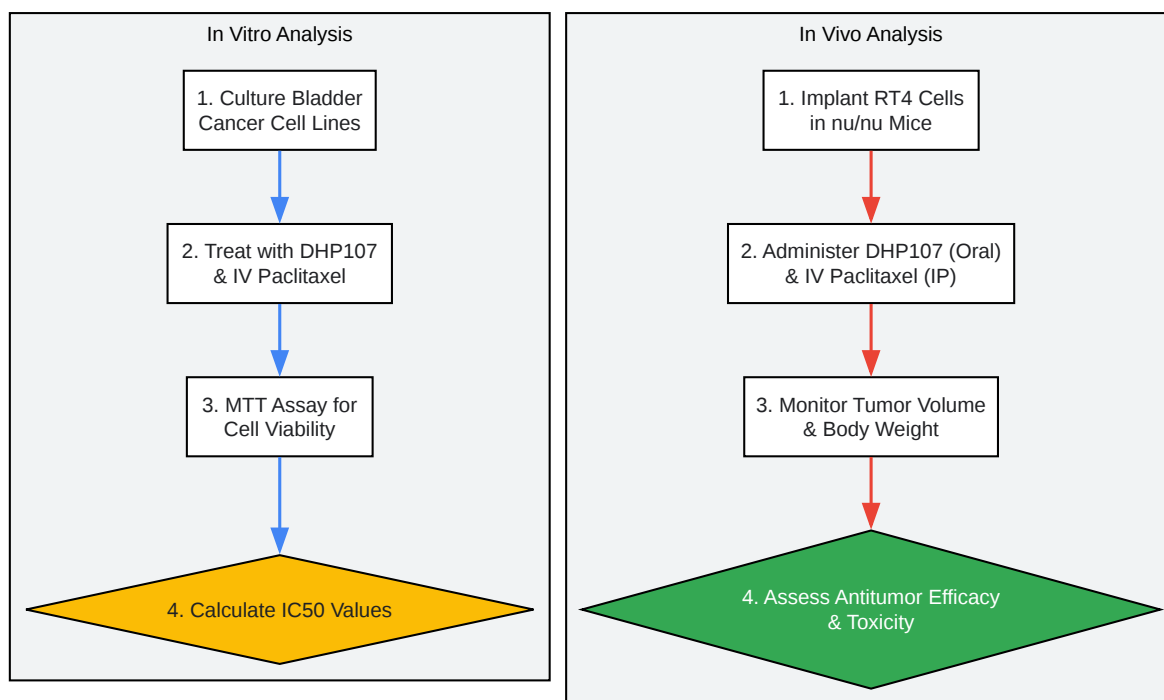 In Vitro Analysis
1. Culture Bladder
Cancer Cell Lines
2. Treat with DHP107
& IV Paclitaxel
3. MTT Assay for
Cell Viability
4. Calculate IC50 Values
In Vivo Analysis
1. Implant RT4 Cells
in nu/nu Mice
2. Administer DHP107 (Oral)
& IV Paclitaxel (IP)
3. Monitor Tumor Volume
& Body Weight
4. Assess Antitumor Efficacy
& Toxicity